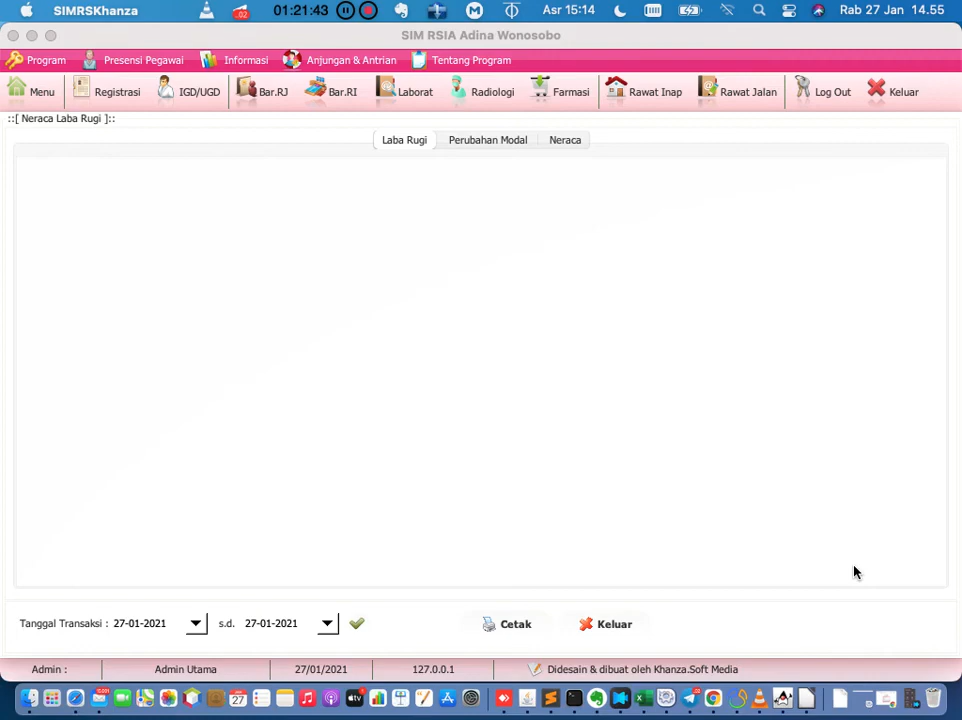 SIMRSKhanza 01:21:43 Asr 15:14 Rab 27 Jan 14.55
SIM RSIA Adina Wonosobo
Program Presensi Pegawai Informasi Anjungan & Antrian Tentang Program
Menu Registrasi IGD/UGD Bar.RJ Bar.RI Laborat Radiologi Farmasi Rawat Inap Rawat Jalan Log Out Keluar
::[ Neraca Laba Rugi ]::
Laba Rugi Perubahan Modal Neraca
Tanggal Transaksi : 27-01-2021 s.d. 27-01-2021 Cetak Keluar
Admin : Admin Utama 27/01/2021 127.0.0.1 Didesain & dibuat oleh Khanza.Soft Media